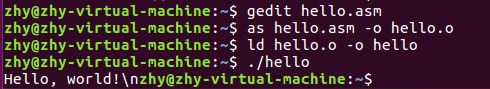 zhy@zhy-virtual-machine:~$ gedit hello.asm
zhy@zhy-virtual-machine:~$ as hello.asm -o hello.o
zhy@zhy-virtual-machine:~$ ld hello.o -o hello
zhy@zhy-virtual-machine:~$ ./hello
Hello, world!\nzhy@zhy-virtual-machine:~$